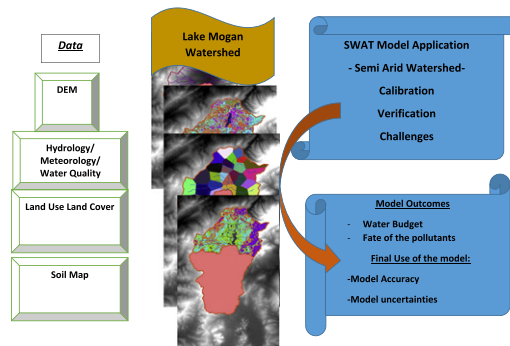 Data
DEM
Hydrology/
Meteorology/
Water Quality
Land Use Land Cover
Soil Map
Lake Mogan
Watershed
SWAT Model Application
- Semi Arid Watershed-
Calibration
Verification
Challenges
Model Outcomes
- Water Budget
- Fate of the pollutants
Final Use of the model:
-Model Accuracy
-Model uncertainties